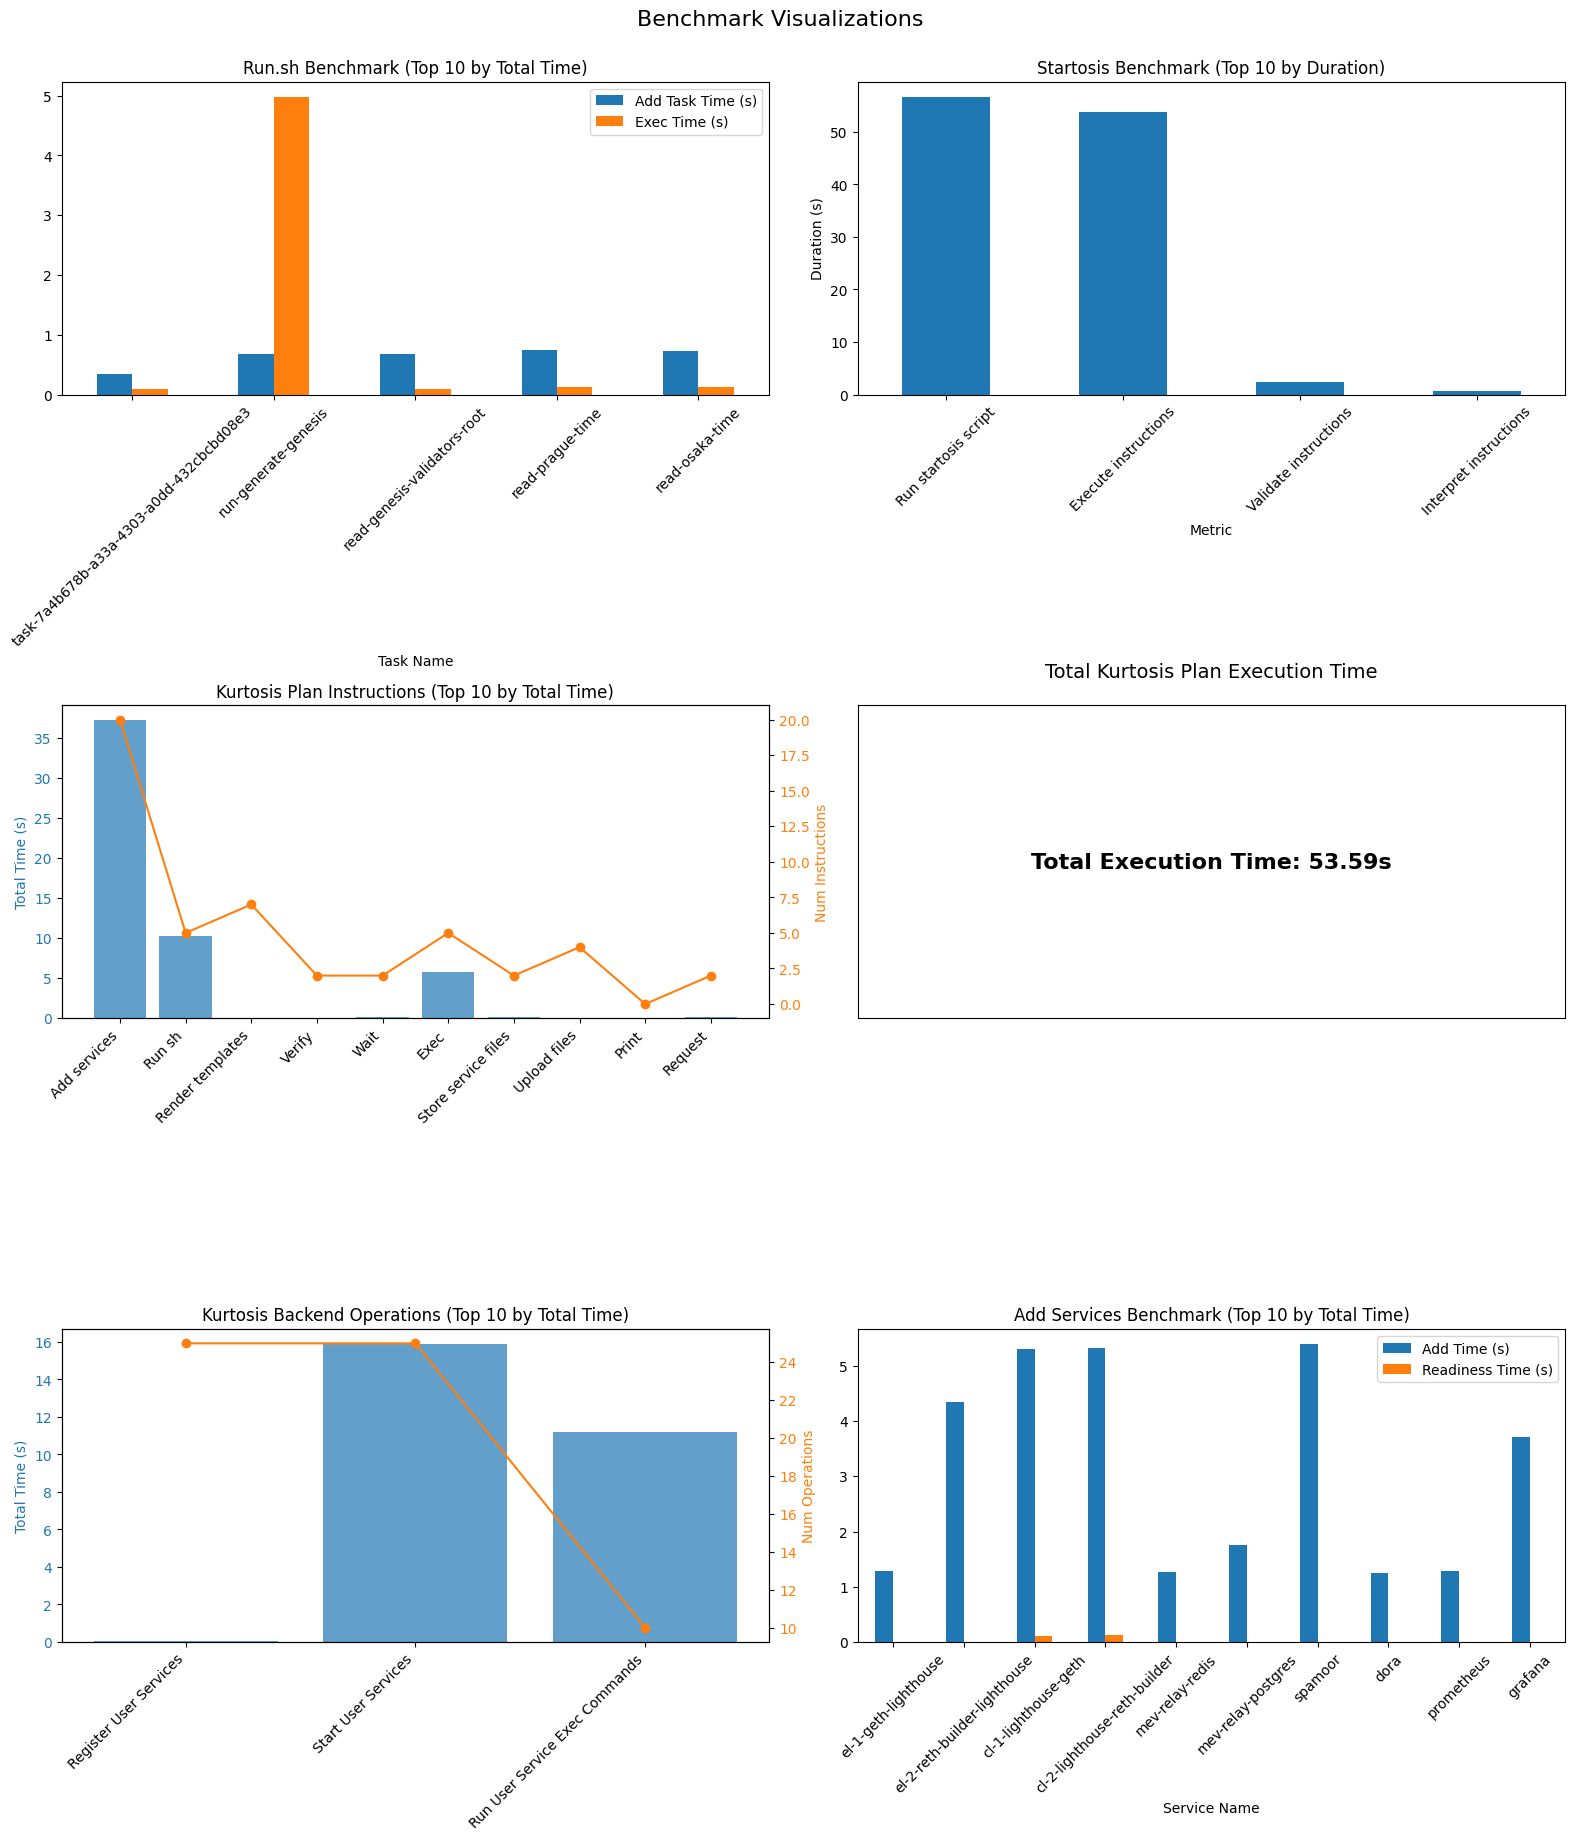 Benchmark Visualizations
Run.sh Benchmark (Top 10 by Total Time)
Add Task Time (s)
Exec Time (s)
5
4
3
2
1
0
task-7a4b678b-a33a-4303-a0dd-432cbcbd08e3
run-generate-genesis
read-genesis-validators-root
read-prague-time
read-osaka-time
Task Name
Startosis Benchmark (Top 10 by Duration)
Duration (s)
50
40
30
20
10
0
Run startosis script
Execute instructions
Validate instructions
Interpret instructions
Metric
Kurtosis Plan Instructions (Top 10 by Total Time)
Total Time (s)
35
30
25
20
15
10
5
0
20.0
17.5
15.0
12.5
10.0
7.5
5.0
2.5
0.0
Num Instructions
Add services
Run sh
Render templates
Verify
Wait
Exec
Store service files
Upload files
Print
Request
Total Kurtosis Plan Execution Time
Total Execution Time: 53.59s
Kurtosis Backend Operations (Top 10 by Total Time)
Total Time (s)
16
14
12
10
8
6
4
2
0
24
22
20
18
16
14
12
10
Num Operations
Register User Services
Start User Services
Run User Service Exec Commands
Add Services Benchmark (Top 10 by Total Time)
Add Time (s)
Readiness Time (s)
5
4
3
2
1
0
el-1-geth-lighthouse
el-2-reth-builder-lighthouse
cl-1-lighthouse-geth
cl-2-lighthouse-reth-builder
mev-relay-redis
mev-relay-postgres
spamoor
dora
prometheus
grafana
Service Name